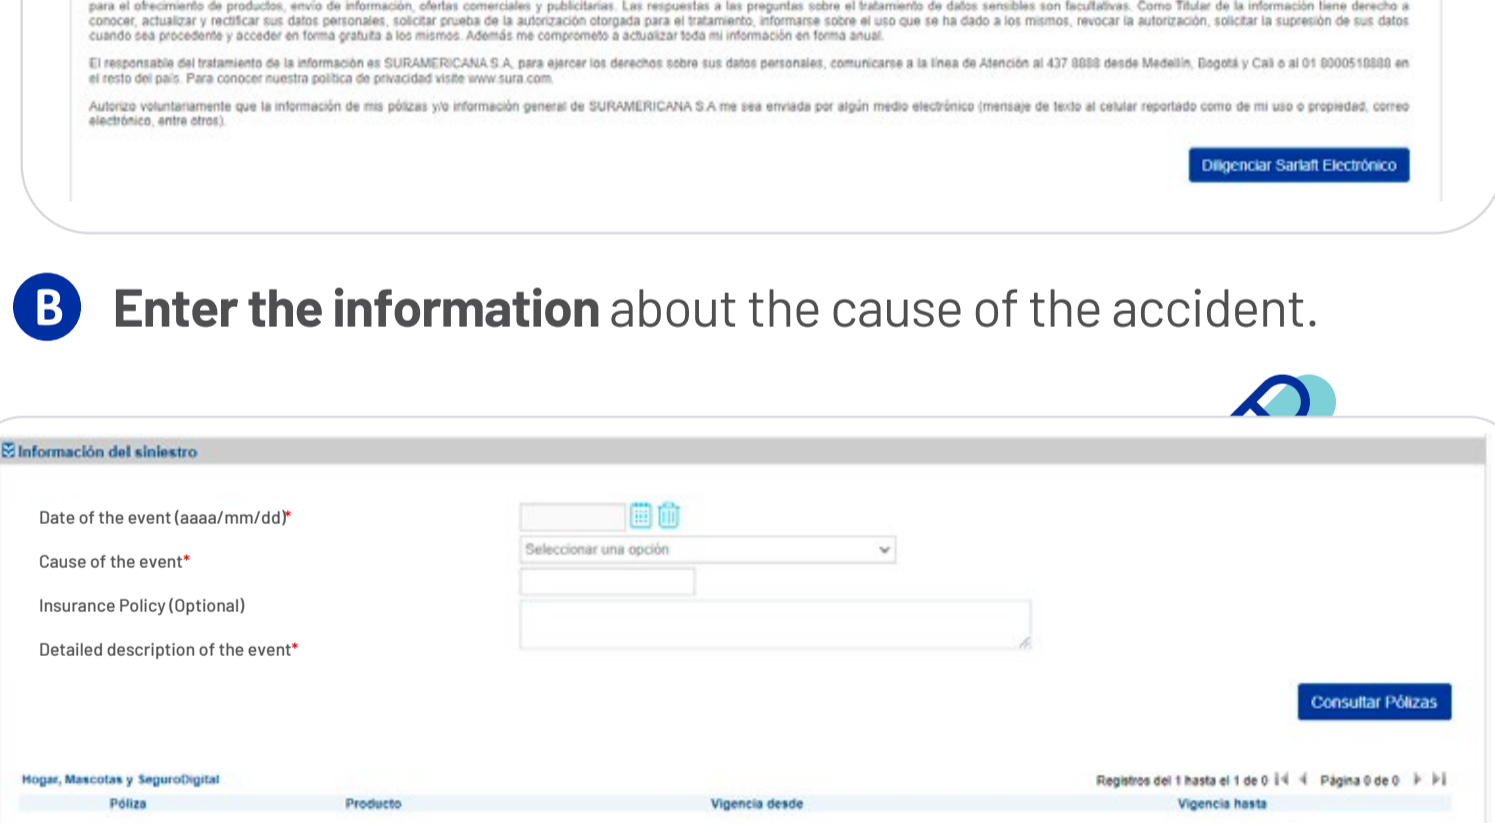 para el ofrecimiento de productos, envío de información, ofertas comerciales y publicitarias. Las respuestas a las preguntas sobre el tratamiento de datos sensibles son facultativas. Como Titular de la información tiene derecho a
conocer, actualizar y rectificar sus datos personales, solicitar prueba de la autorización otorgada para el tratamiento, informarse sobre el uso que se ha dado a los mismos, revocar la autorización, solicitar la supresión de sus datos
cuando sea procedente y acceder en forma gratuita a los mismos. Además me comprometo a actualizar toda mi información en forma anual.
El responsable del tratamiento de la información es SURAMERICANA S.A, para ejercer los derechos sobre sus datos personales, comunicarse a la línea de Atención al 437 8888 desde Medellín, Bogotá y Cali o al 01 8000518888 en
el resto del país. Para conocer nuestra política de privacidad visite www.sura.com.
Autorizo voluntariamente que la información de mis pólizas y/o información general de SURAMERICANA S.A me sea enviada por algún medio electrónico (mensaje de texto al celular reportado como de mi uso o propiedad, correo
electrónico, entre otros).
Diligenciar Sarlaft Electrónico
B Enter the information about the cause of the accident.
Información del siniestro
Date of the event (aaaa/mm/dd)*
Cause of the event* Seleccionar una opción
Insurance Policy (Optional)
Detailed description of the event*
Consultar Pólizas
Hogar, Mascotas y SeguroDigital Registros del 1 hasta el 1 de 0 Página 0 de 0
Póliza Producto Vigencia desde Vigencia hasta